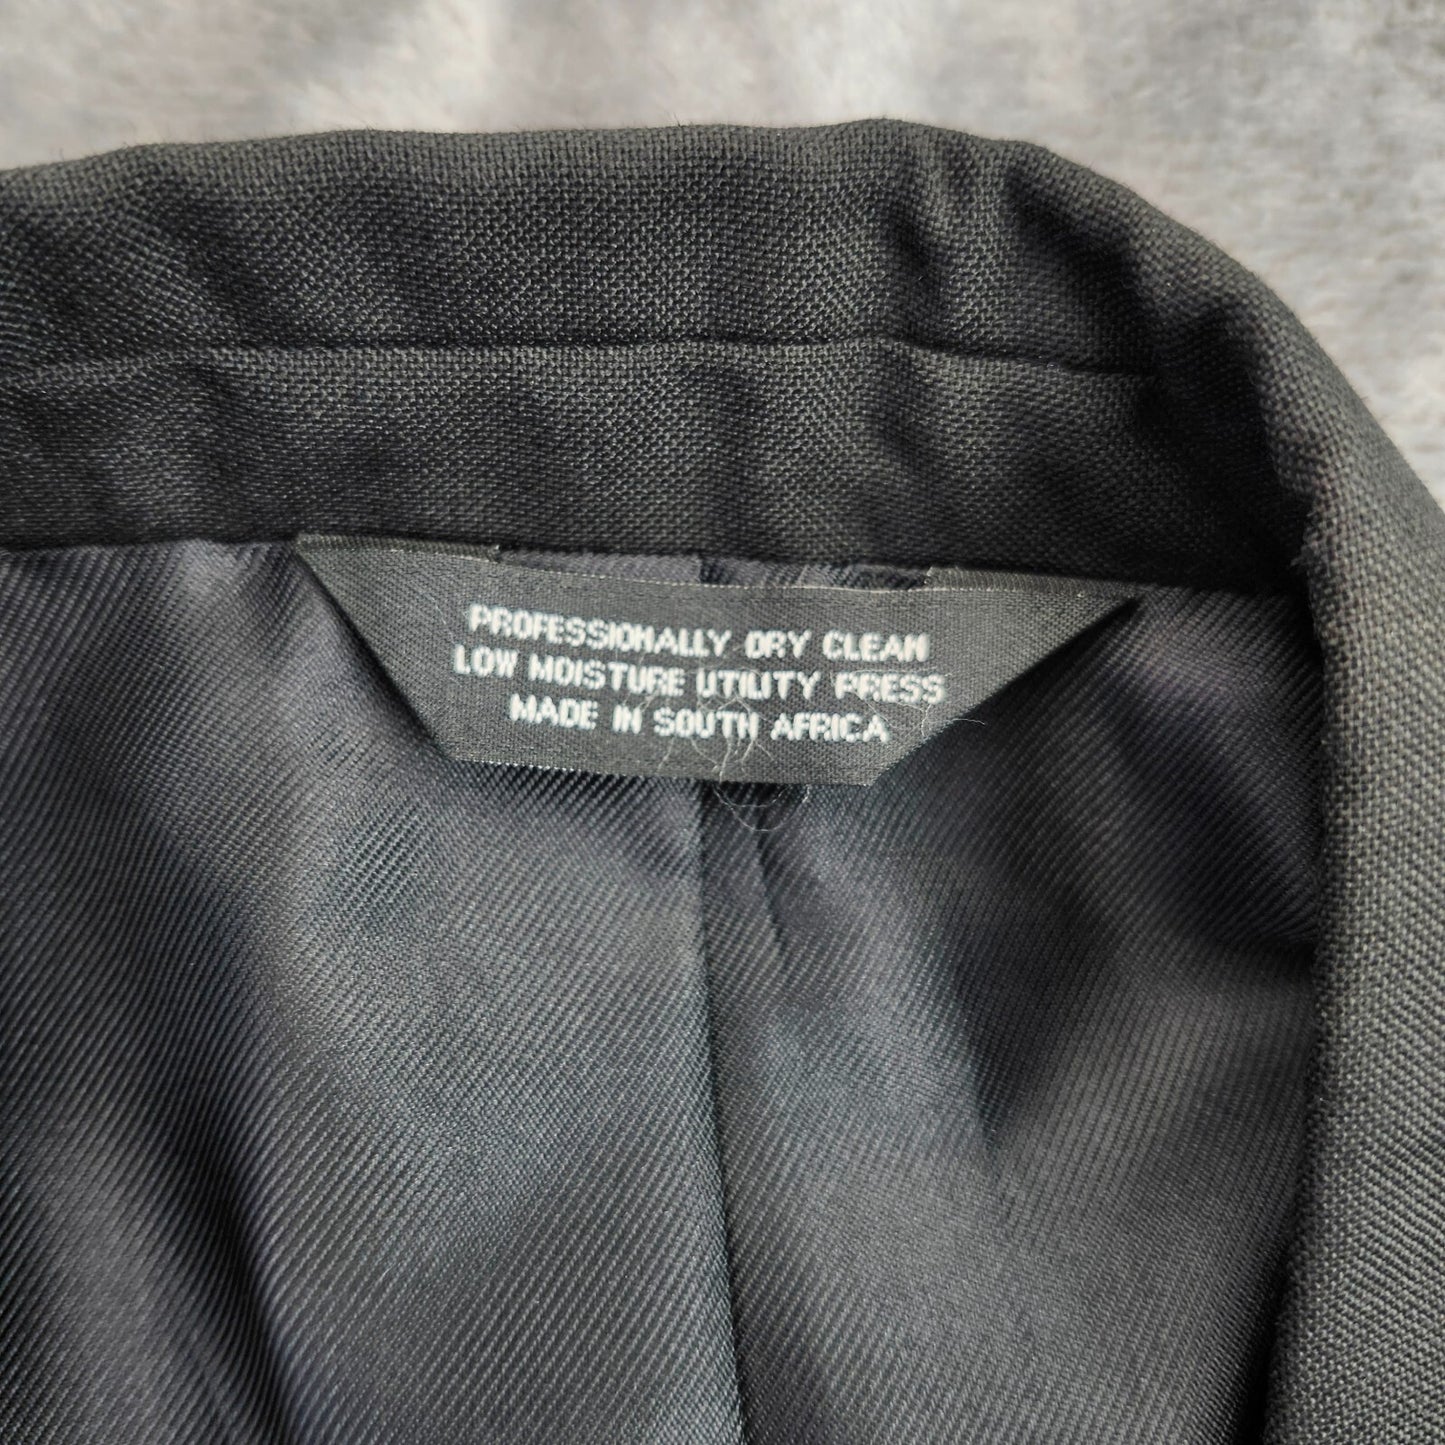 PROFESSIONALLY DRY CLEAN
LOW MOISTURE UTILITY PRESS
MADE IN SOUTH AFRICA